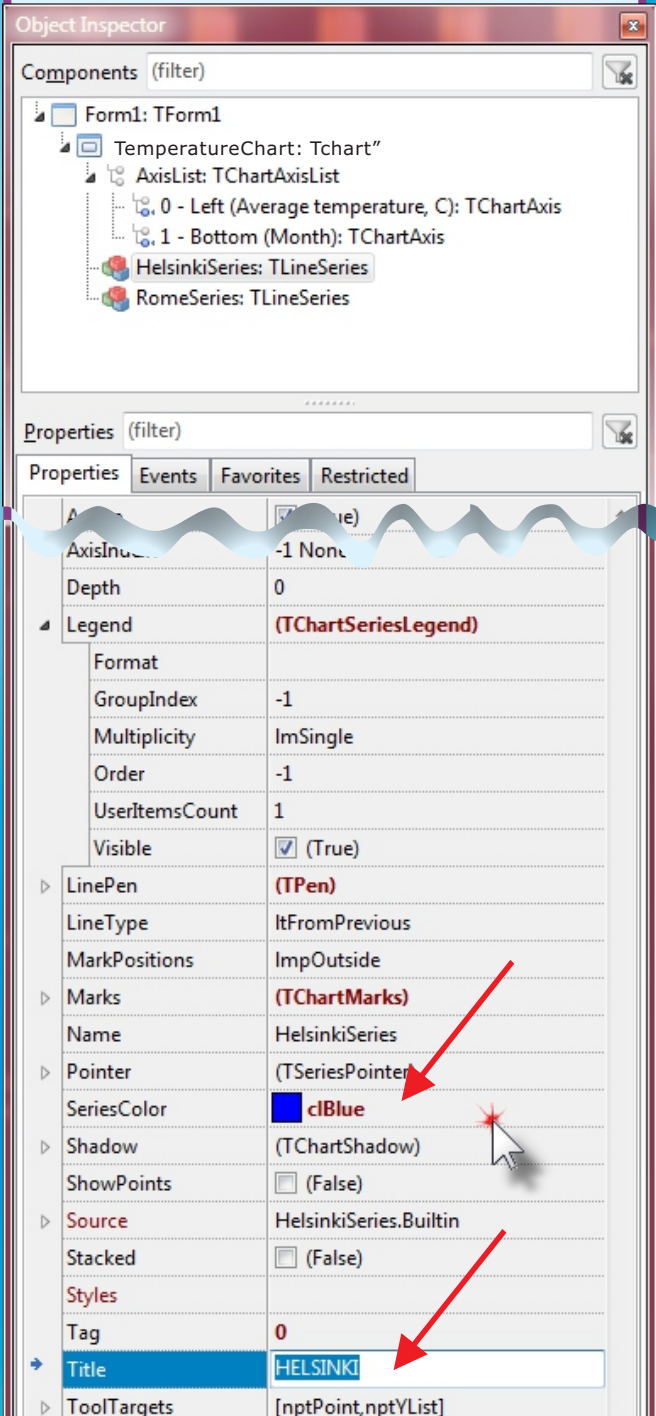 Object Inspector
Components (filter)
Form1: TForm1
TemperatureChart: Tchart”
AxisList: TChartAxisList
0 - Left (Average temperature, C): TChartAxis
1 - Bottom (Month): TChartAxis
HelsinkiSeries: TLineSeries
RomeSeries: TLineSeries
Properties (filter)
Properties Events Favorites Restricted
-1 None
Depth 0
Legend (TChartSeriesLegend)
Format
GroupIndex -1
Multiplicity lmSingle
Order -1
UserItemsCount 1
Visible (True)
LinePen (TPen)
LineType ltFromPrevious
MarkPositions lmpOutside
Marks (TChartMarks)
Name HelsinkiSeries
Pointer (TSeriesPointer)
SeriesColor clBlue
Shadow (TChartShadow)
ShowPoints (False)
Source HelsinkiSeries.Builtin
Stacked (False)
Styles
Tag 0
Title HELSINKI
ToolTargets [nptPoint,nptYList]